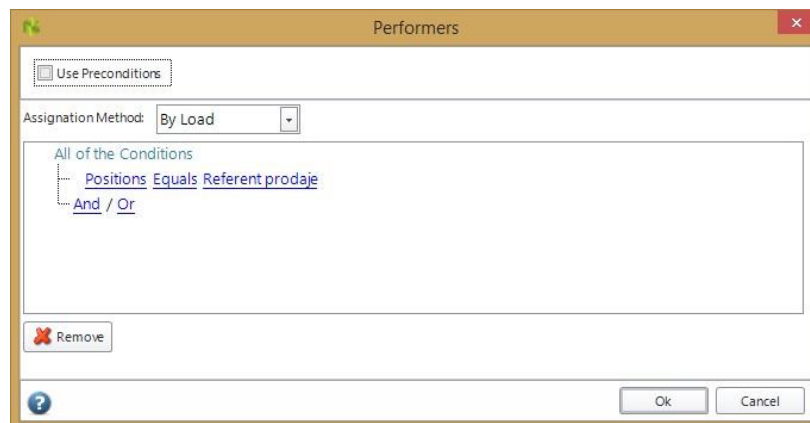 Performers
Use Preconditions
Assignation Method: By Load
All of the Conditions
Positions Equals Referent prodaje
And / Or
Remove
Ok Cancel